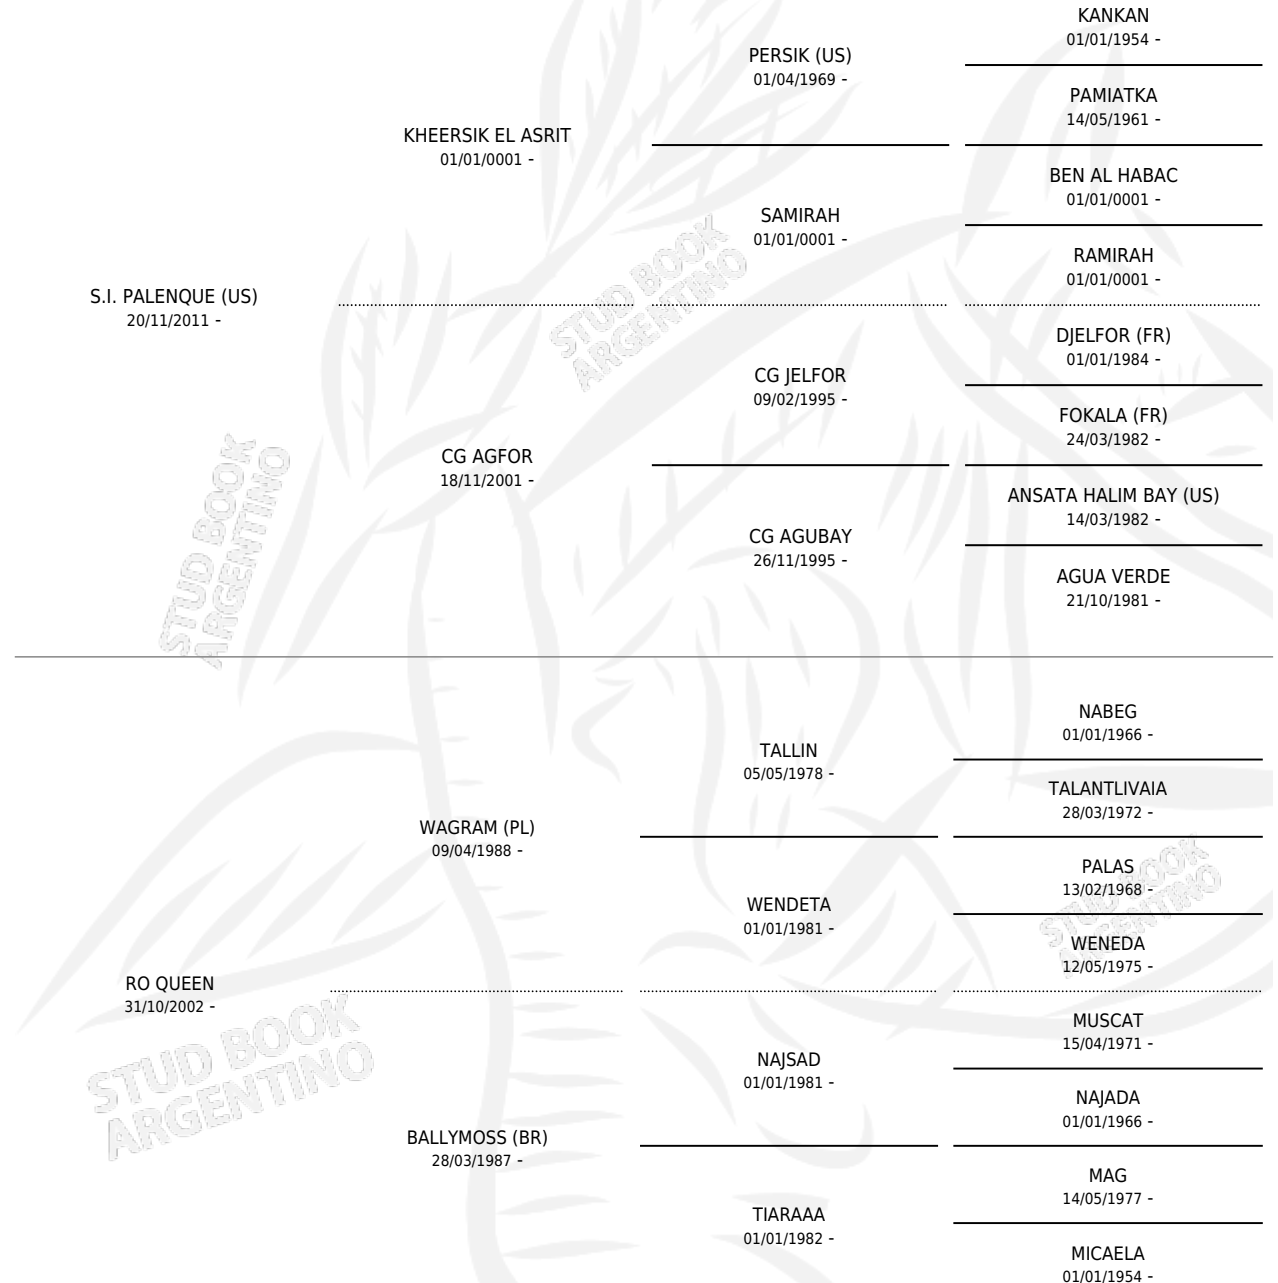 KANKAN
01/01/1954 -
PERSIK (US)
01/04/1969 -
PAMIATKA
14/05/1961 -
KHEERSIK EL ASRIT
01/01/0001 -
BEN AL HABAC
01/01/0001 -
SAMIRAH
01/01/0001 -
RAMIRAH
01/01/0001 -
S.I. PALENQUE (US)
20/11/2011 -
DJELFOR (FR)
01/01/1984 -
CG JELFOR
09/02/1995 -
FOKALA (FR)
24/03/1982 -
CG AGFOR
18/11/2001 -
ANSATA HALIM BAY (US)
14/03/1982 -
CG AGUBAY
26/11/1995 -
AGUA VERDE
21/10/1981 -
NABEG
01/01/1966 -
TALLIN
05/05/1978 -
TALANTLIVAIA
28/03/1972 -
WAGRAM (PL)
09/04/1988 -
PALAS
13/02/1968 -
WENDETA
01/01/1981 -
WENEDA
12/05/1975 -
RO QUEEN
31/10/2002 -
MUSCAT
15/04/1971 -
NAJSAD
01/01/1981 -
NAJADA
01/01/1966 -
BALLYMOSS (BR)
28/03/1987 -
MAG
14/05/1977 -
TIARAAA
01/01/1982 -
MICAELA
01/01/1954 -
STUD BOOK
ARGENTINO
STUD BOOK
ARGENTINO
STUD BOOK
ARGENTINO
STUD BOOK
ARGENTINO